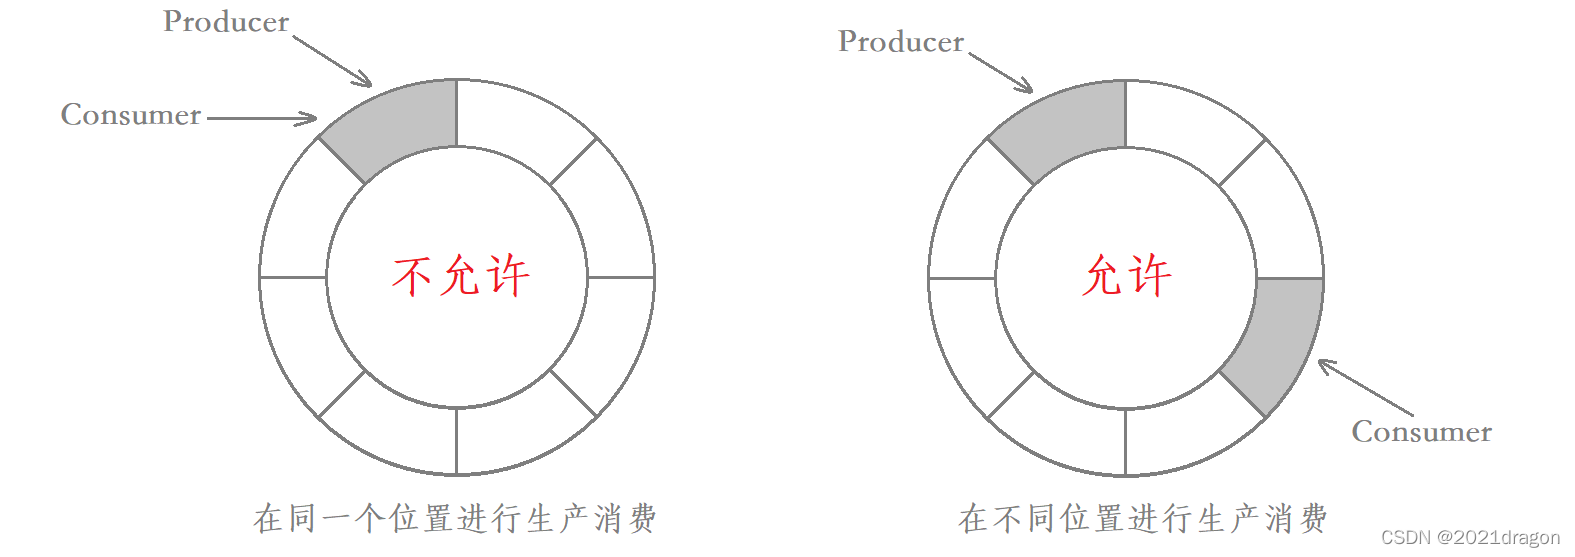 Producer
Consumer
不允许
在同一个位置进行生产消费
Producer
允许
Consumer
在不同位置进行生产消费
CSDN @2021dragon